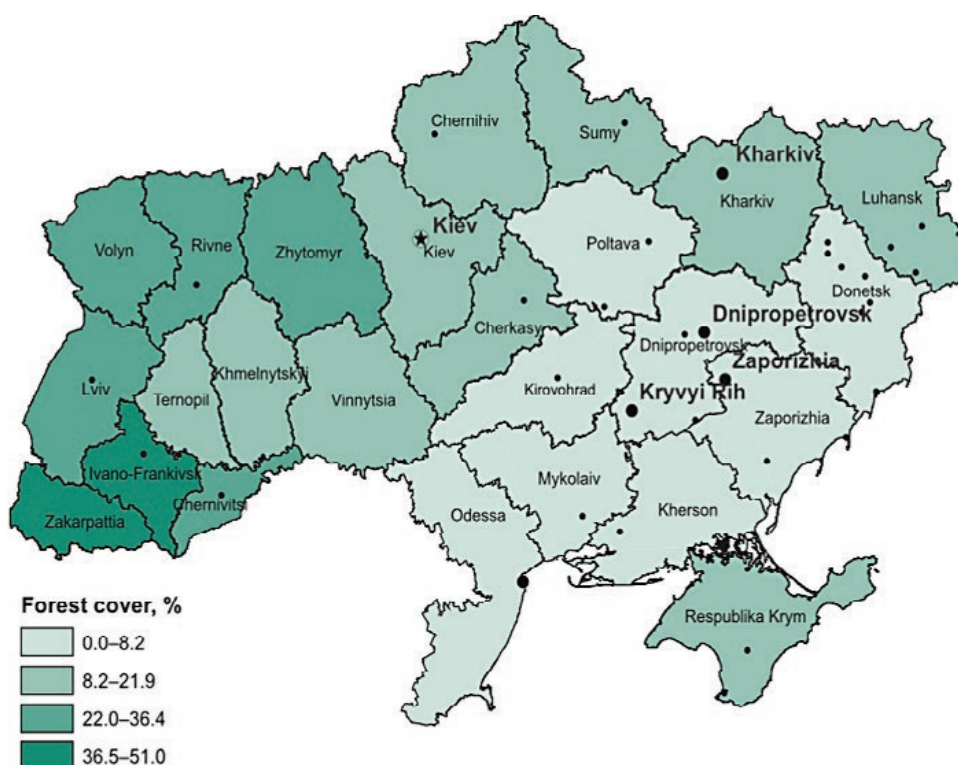 Chernihiv
Sumy
Kharkiv
Kharkiv
Luhansk
Volyn
Rivne
Zhytomyr
Kiev
Kiev
Poltava
Cherkasy
Donetsk
Dnipropetrovsk
Dnipropetrovsk
Lviv
Ternopil
Khmelnytskyi
Vinnytsia
Kirovohrad
Kryvyi Rih
Zaporizhia
Zaporizhia
Ivano-Frankivsk
Zakarpattia
Chernivitsi
Odessa
Mykolaiv
Kherson
Respublika Krym
Forest cover, %
0.0–8.2
8.2–21.9
22.0–36.4
36.5–51.0